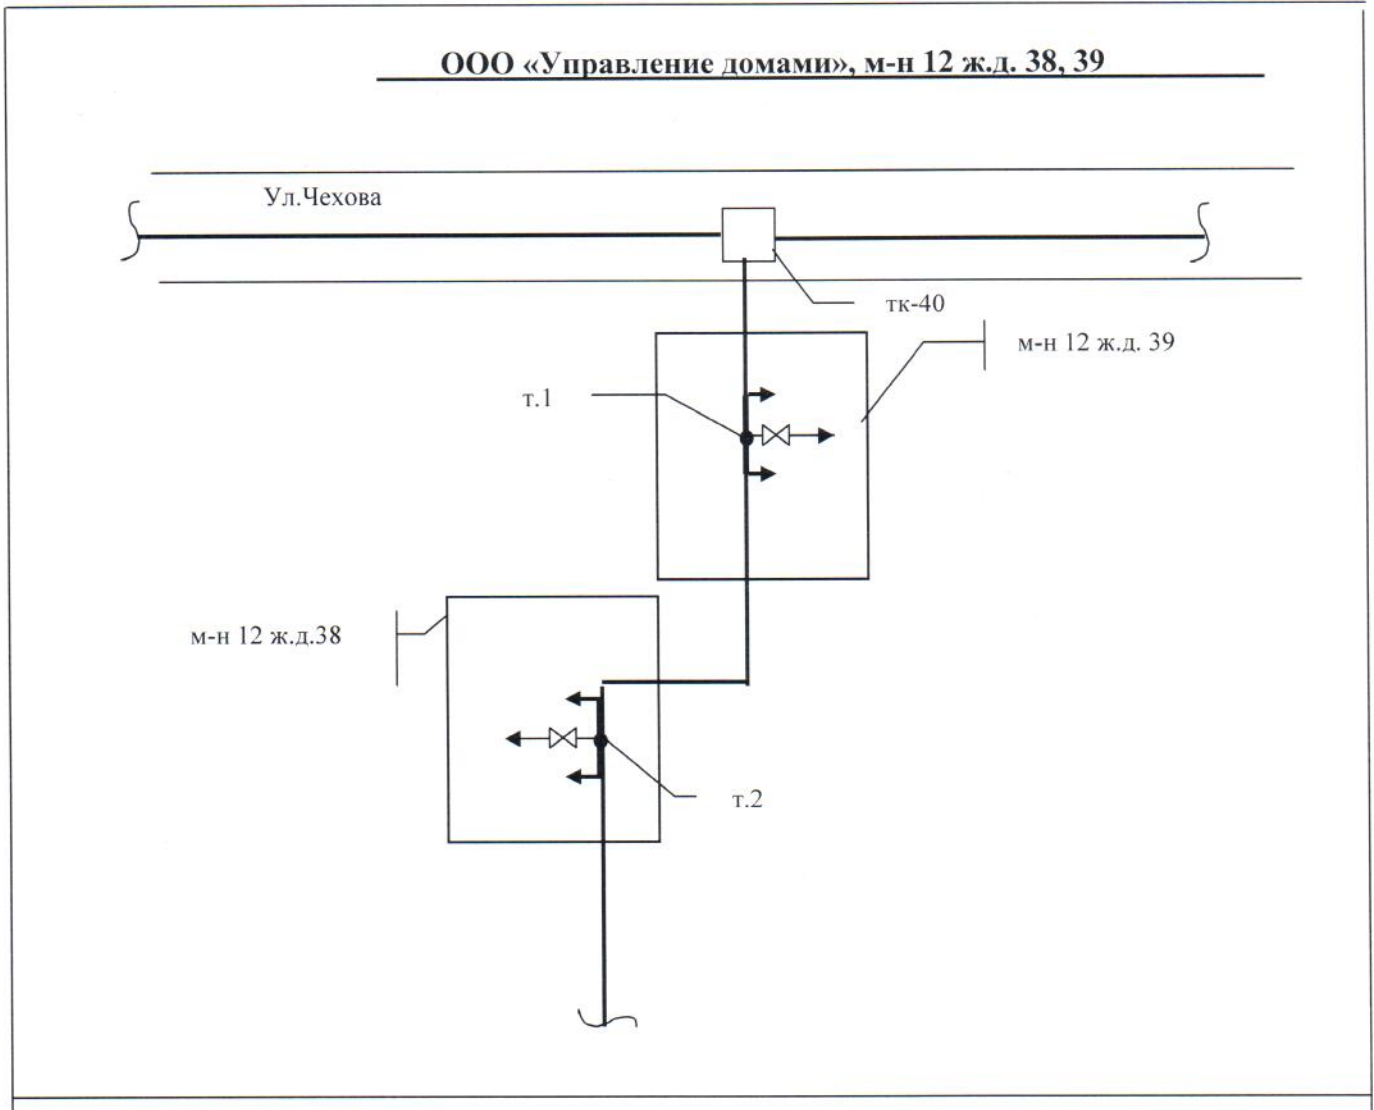 ООО «Управление домами», м-н 12 ж.д. 38, 39
Ул.Чехова
тк-40
м-н 12 ж.д. 39
т.1
м-н 12 ж.д.38
т.2